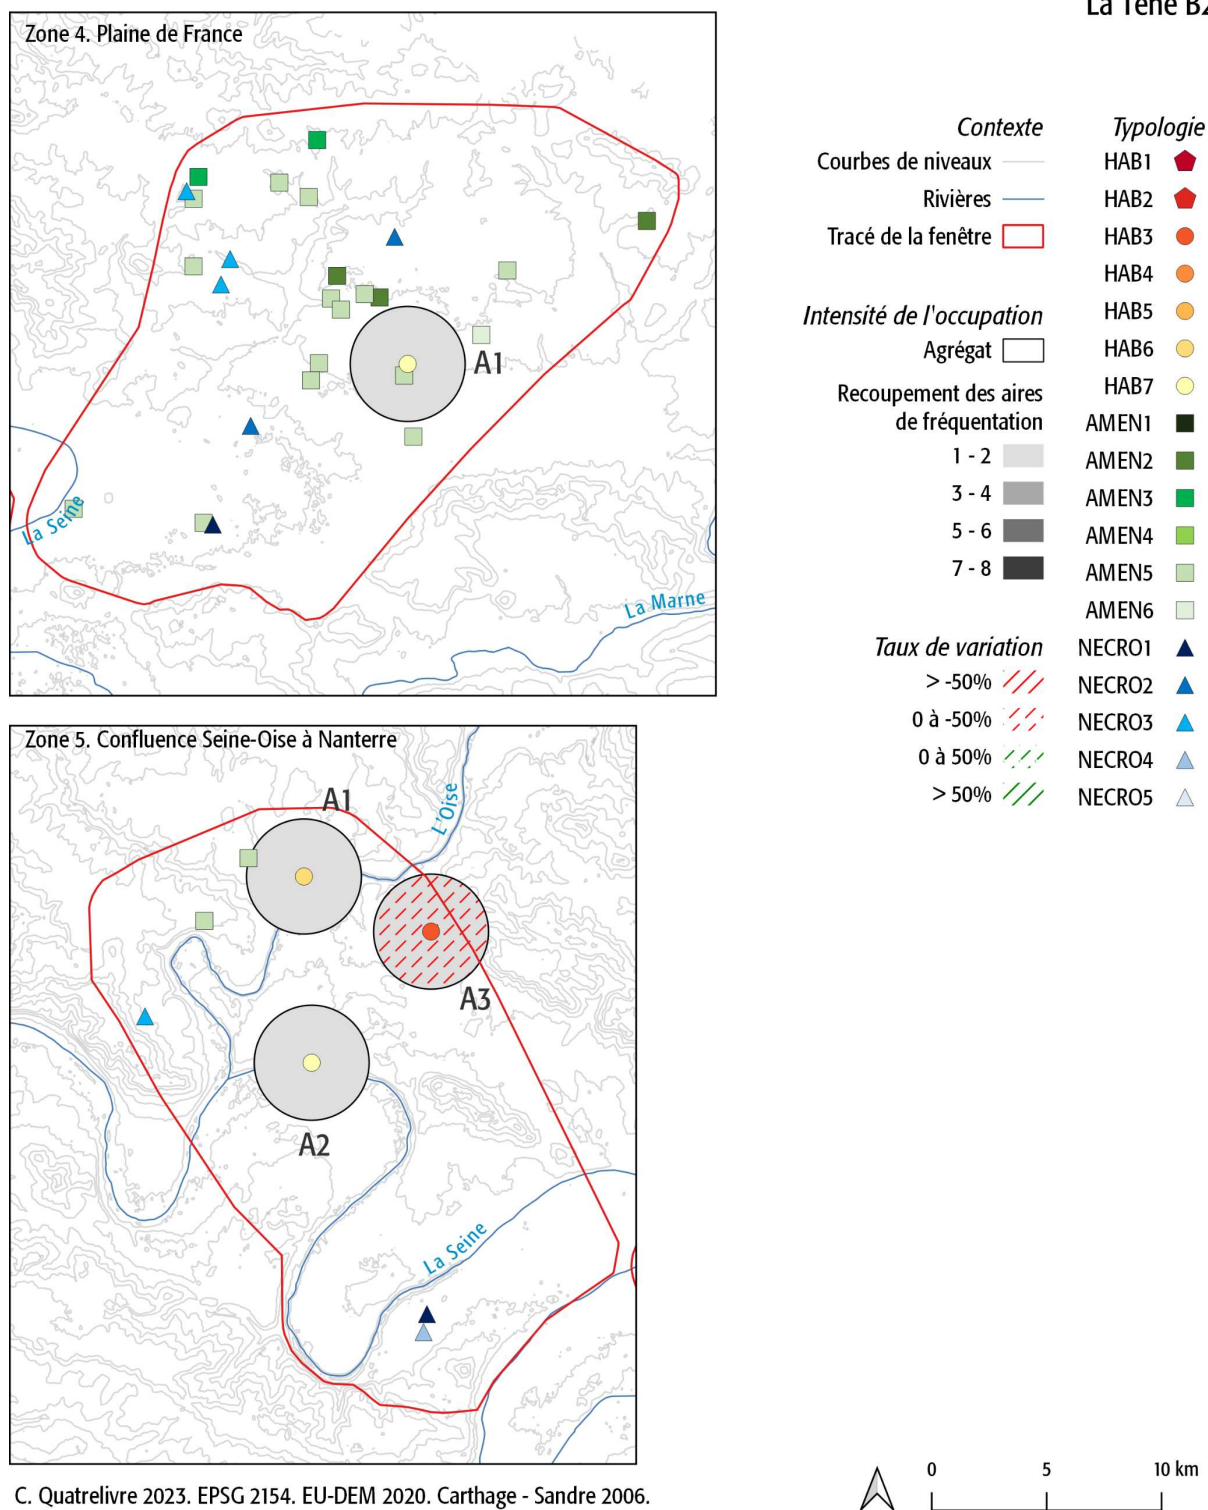 La Tène B2
Zone 4. Plaine de France
A1
La Seine
La Marne
Zone 5. Confluence Seine-Oise à Nanterre
A1
L'Oise
A3
A2
La Seine
Contexte
Courbes de niveaux
Rivières
Tracé de la fenêtre
Intensité de l'occupation
Agrégat
Recoupement des aires
de fréquentation
1 - 2
3 - 4
5 - 6
7 - 8
Taux de variation
> -50%
0 à -50%
0 à 50%
> 50%
Typologie
HAB1
HAB2
HAB3
HAB4
HAB5
HAB6
HAB7
AMEN1
AMEN2
AMEN3
AMEN4
AMEN5
AMEN6
NECRO1
NECRO2
NECRO3
NECRO4
NECRO5
0 5 10 km
C. Quatrelivre 2023. EPSG 2154. EU-DEM 2020. Carthage - Sandre 2006.